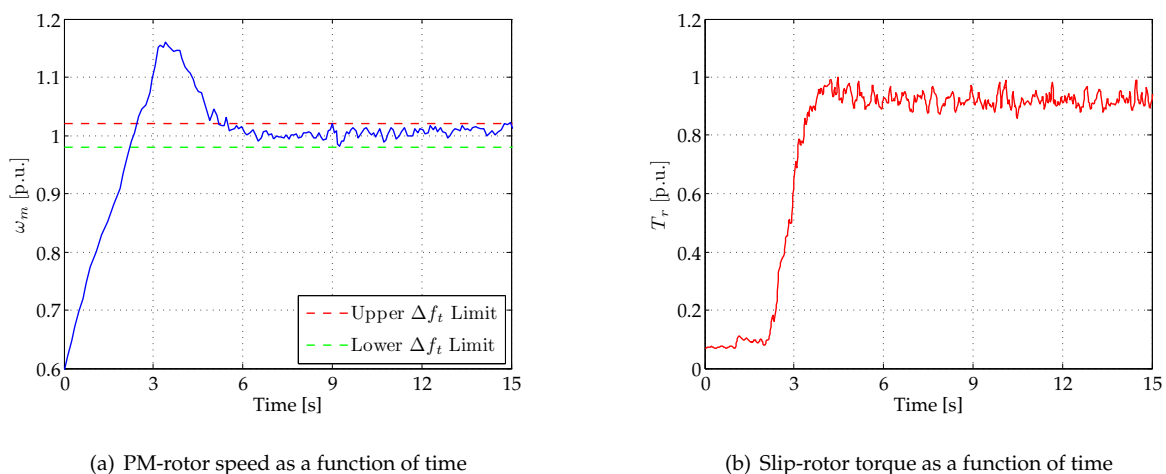 1.2
1.1
1
0.9
0.8
0.7
0.6
ω_m [p.u.]
0 3 6 9 12 15
Time [s]
Upper Δf_t Limit
Lower Δf_t Limit
(a) PM-rotor speed as a function of time
1.2
1
0.8
0.6
0.4
0.2
0
T_r [p.u.]
0 3 6 9 12 15
Time [s]
(b) Slip-rotor torque as a function of time